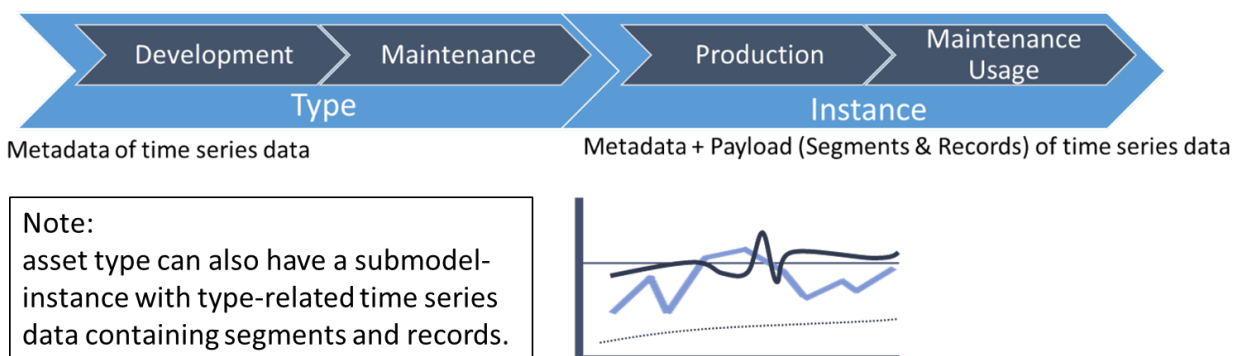 Development
Maintenance
Type
Production
Maintenance
Usage
Instance
Metadata of time series data
Metadata + Payload (Segments & Records) of time series data
Note:
asset type can also have a submodel-
instance with type-related time series
data containing segments and records.